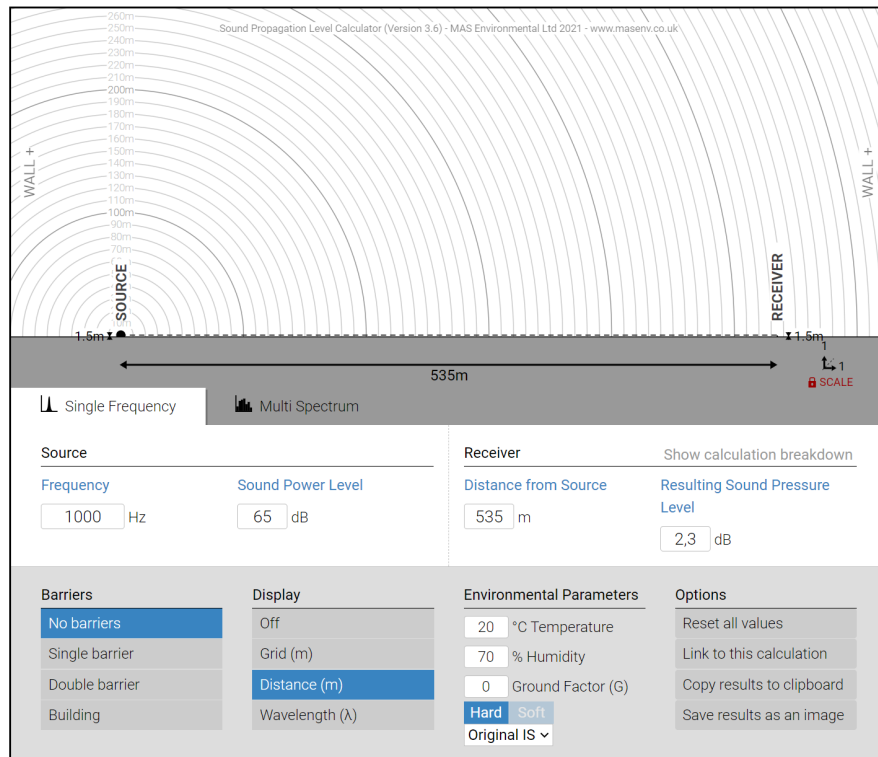 260m
Sound Propagation Level Calculator (Version 3.6) - MAS Environmental Ltd 2021 - www.masenv.co.uk
250m
240m
230m
220m
210m
200m
190m
180m
170m
160m
150m
140m
130m
120m
110m
100m
90m
80m
70m
WALL +
WALL +
SOURCE
RECEIVER
1.5m
1.5m
535m
1
1
SCALE
Single Frequency
Multi Spectrum
Source
Receiver
Show calculation breakdown
Frequency
Sound Power Level
Distance from Source
Resulting Sound Pressure
Level
1000 Hz
65 dB
535 m
2,3 dB
Barriers
Display
Environmental Parameters
Options
No barriers
Off
20 °C Temperature
Reset all values
Single barrier
Grid (m)
70 % Humidity
Link to this calculation
Double barrier
Distance (m)
0 Ground Factor (G)
Copy results to clipboard
Building
Wavelength (λ)
Hard Soft
Save results as an image
Original IS